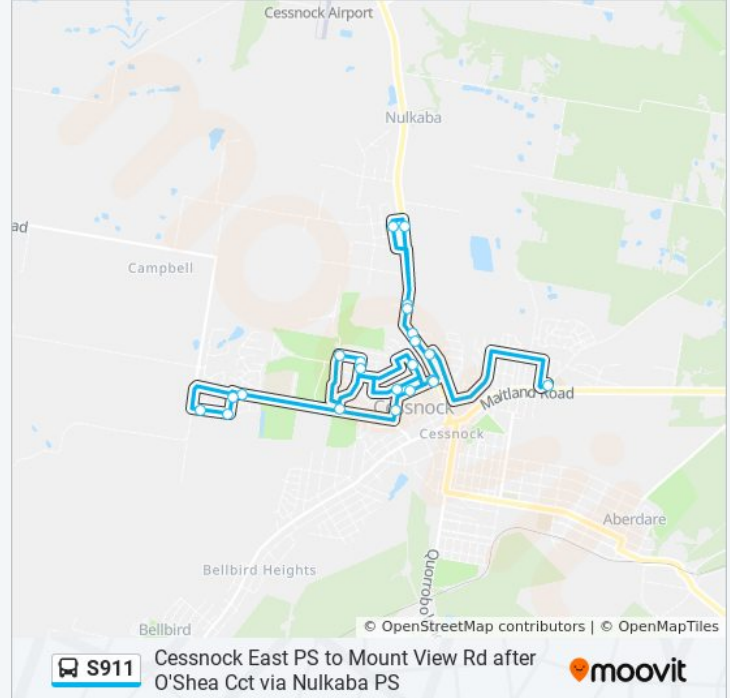 Cessnock Airport
Nulkaba
ad
Campbell
Cessnock
Maitland Road
Cessnock
Aberdare
Bellbird Heights
Quorrobo
Bellbird
© OpenStreetMap contributors | © OpenMapTiles
S911
Cessnock East PS to Mount View Rd after
O'Shea Cct via Nulkaba PS
moovit